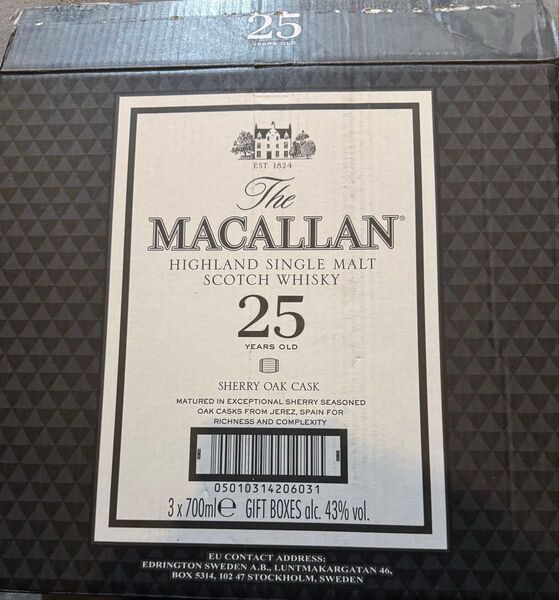 25
YEARS OLD
EST. 1824
The
MACALLAN®
HIGHLAND SINGLE MALT
SCOTCH WHISKY
25
YEARS OLD
SHERRY OAK CASK
MATURED IN EXCEPTIONAL SHERRY SEASONED
OAK CASKS FROM JEREZ, SPAIN FOR
RICHNESS AND COMPLEXITY
05010314206031
3 x 700ml℮ GIFT BOXES alc. 43% vol.
EU CONTACT ADDRESS:
EDRINGTON SWEDEN A.B., LUNTMAKARGATAN 46,
BOX 5314, 102 47 STOCKHOLM, SWEDEN